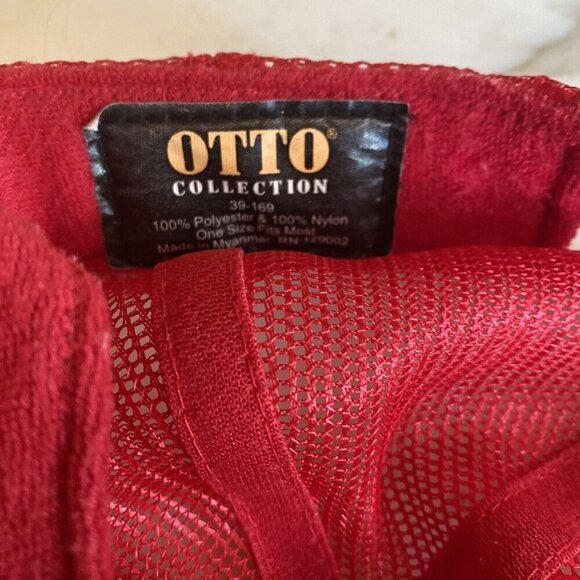 OTTO®
COLLECTION
39-169
100% Polyester & 100% Nylon
One Size Fits Most
Made in Myanmar RN 129002